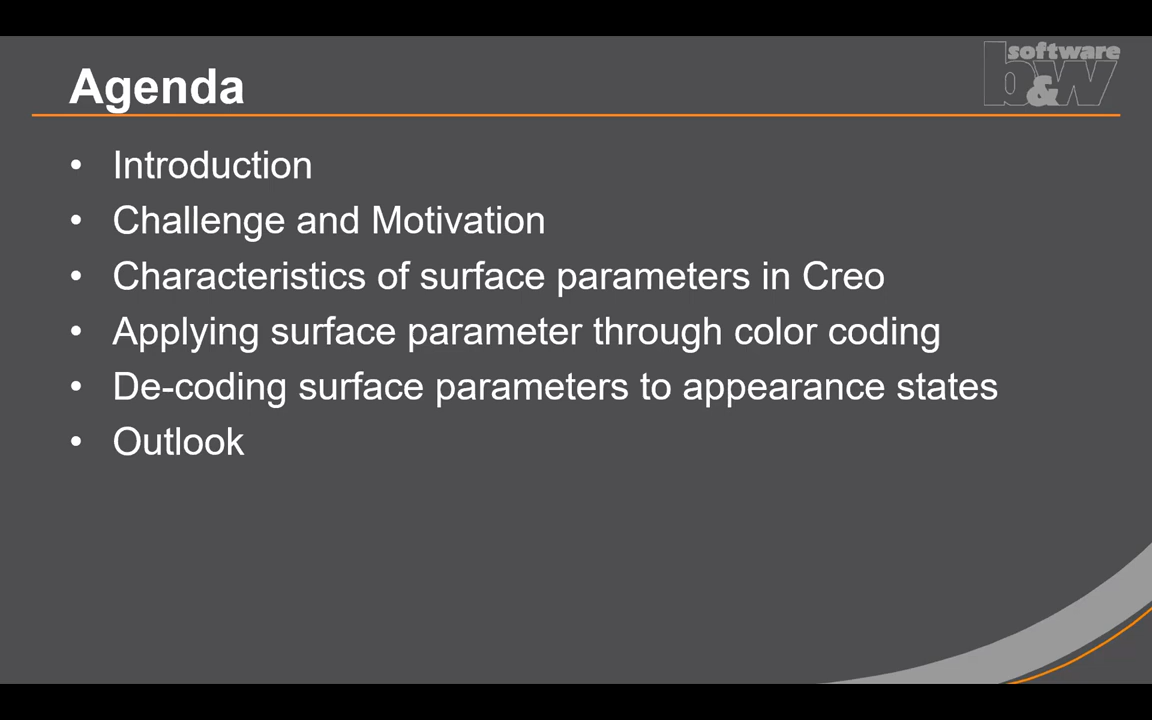 software
b&w
Agenda
• Introduction
• Challenge and Motivation
• Characteristics of surface parameters in Creo
• Applying surface parameter through color coding
• De-coding surface parameters to appearance states
• Outlook